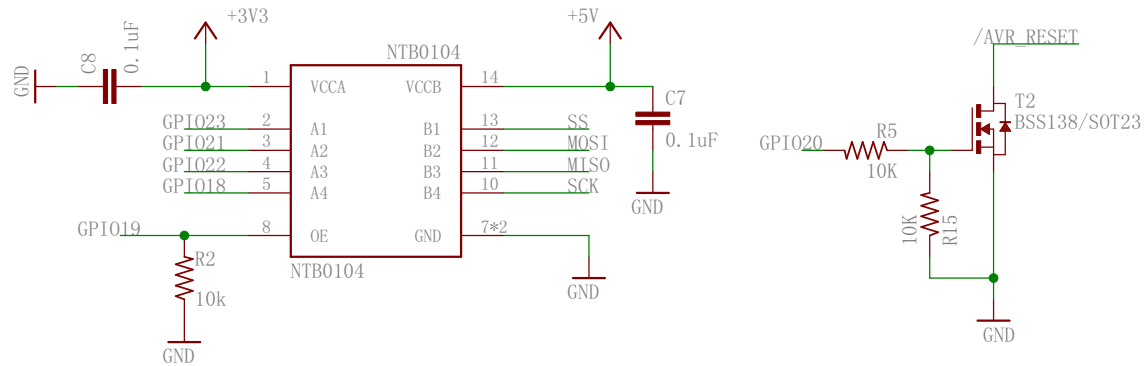 +3V3
+5V
C8
0.1uF
GND
NTB0104
1 VCCA VCCB 14
GPIO23 2 A1 B1 13 SS
GPIO21 3 A2 B2 12 MOSI
GPIO22 4 A3 B3 11 MISO
GPIO18 5 A4 B4 10 SCK
GPIO19 8 OE GND 7*2
NTB0104
C7
0.1uF
GND
GND
R2
10k
GND
/AVR_RESET
T2
BSS138/SOT23
GPIO20
R5
10K
10K
R15
GND